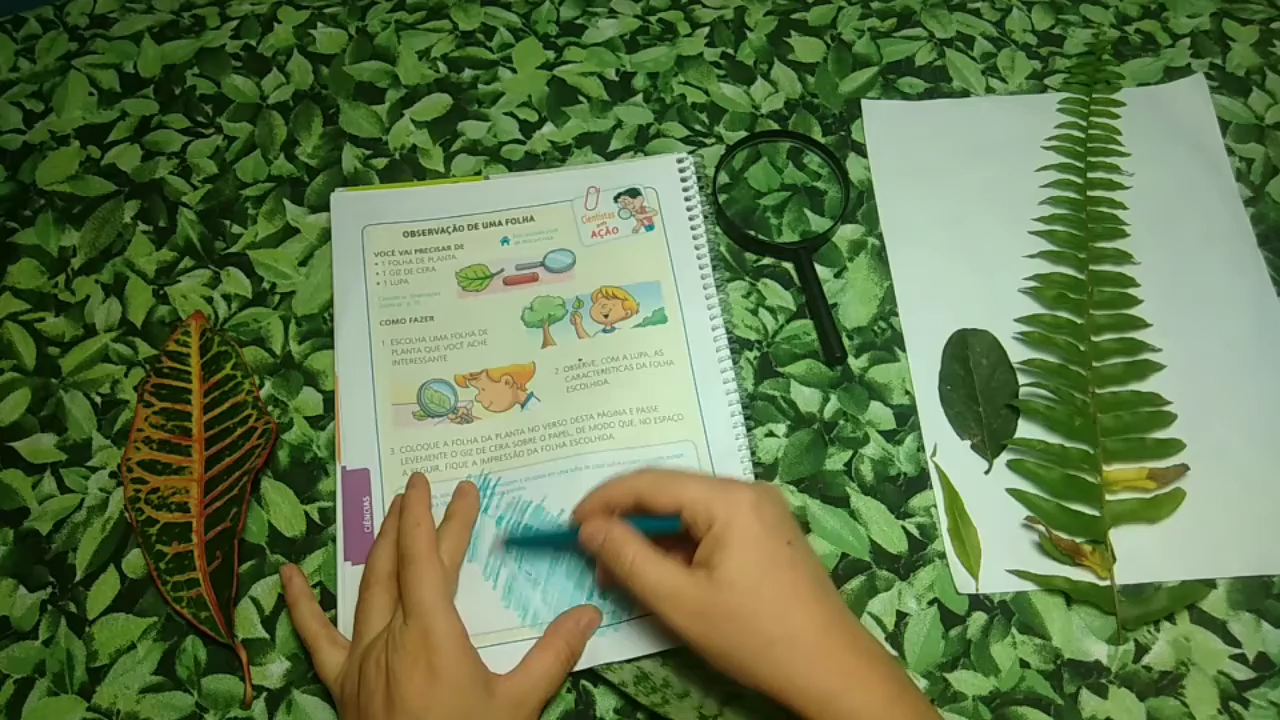 OBSERVAÇÃO DE UMA FOLHA
Cientistas
em
AÇÃO
VOCÊ VAI PRECISAR DE
• 1 FOLHA DE PLANTA
• 1 GIZ DE CERA
• 1 LUPA
COMO FAZER
1. ESCOLHA UMA FOLHA DE
PLANTA QUE VOCÊ ACHE
INTERESSANTE.
2. OBSERVE, COM A LUPA, AS
CARACTERÍSTICAS DA FOLHA
ESCOLHIDA.
3. COLOQUE A FOLHA DA PLANTA NO VERSO DESTA PÁGINA E PASSE
LEVEMENTE O GIZ DE CERA SOBRE O PAPEL, DE MODO QUE, NO ESPAÇO
A SEGUIR, FIQUE A IMPRESSÃO DA FOLHA ESCOLHIDA.
CIÊNCIAS